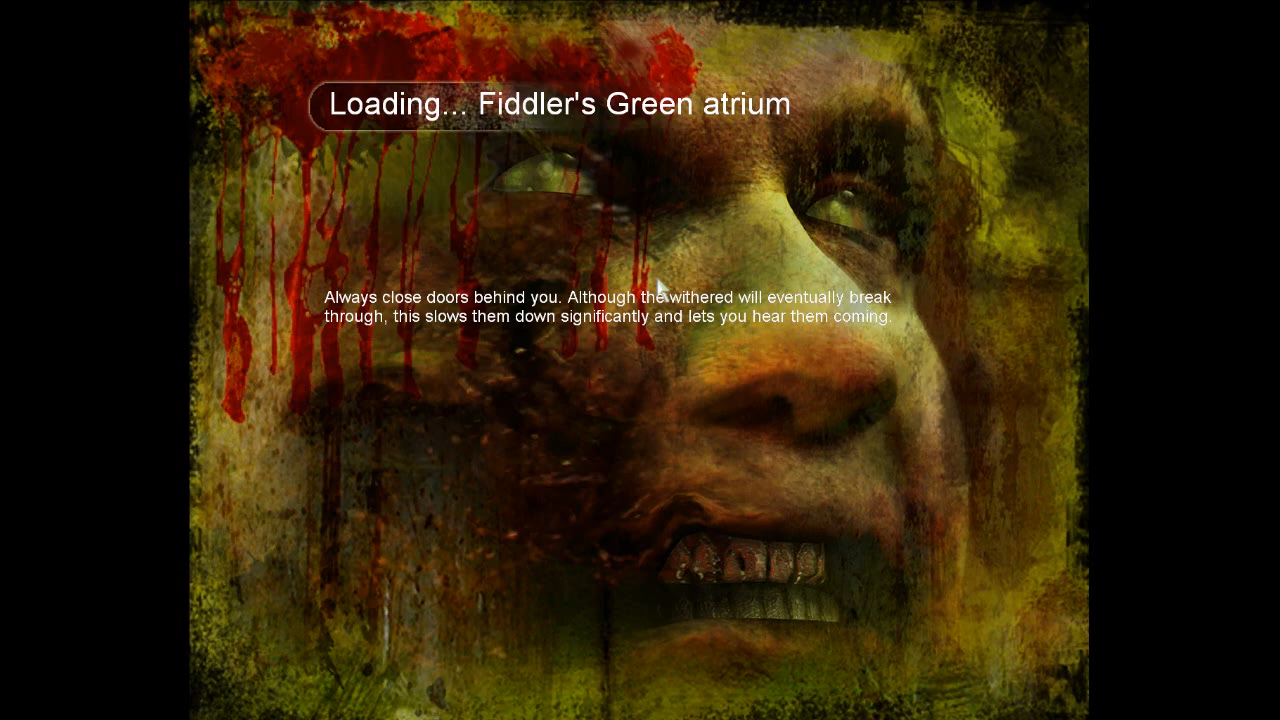 Loading... Fiddler's Green atrium
Always close doors behind you. Although the withered will eventually break
through, this slows them down significantly and lets you hear them coming.